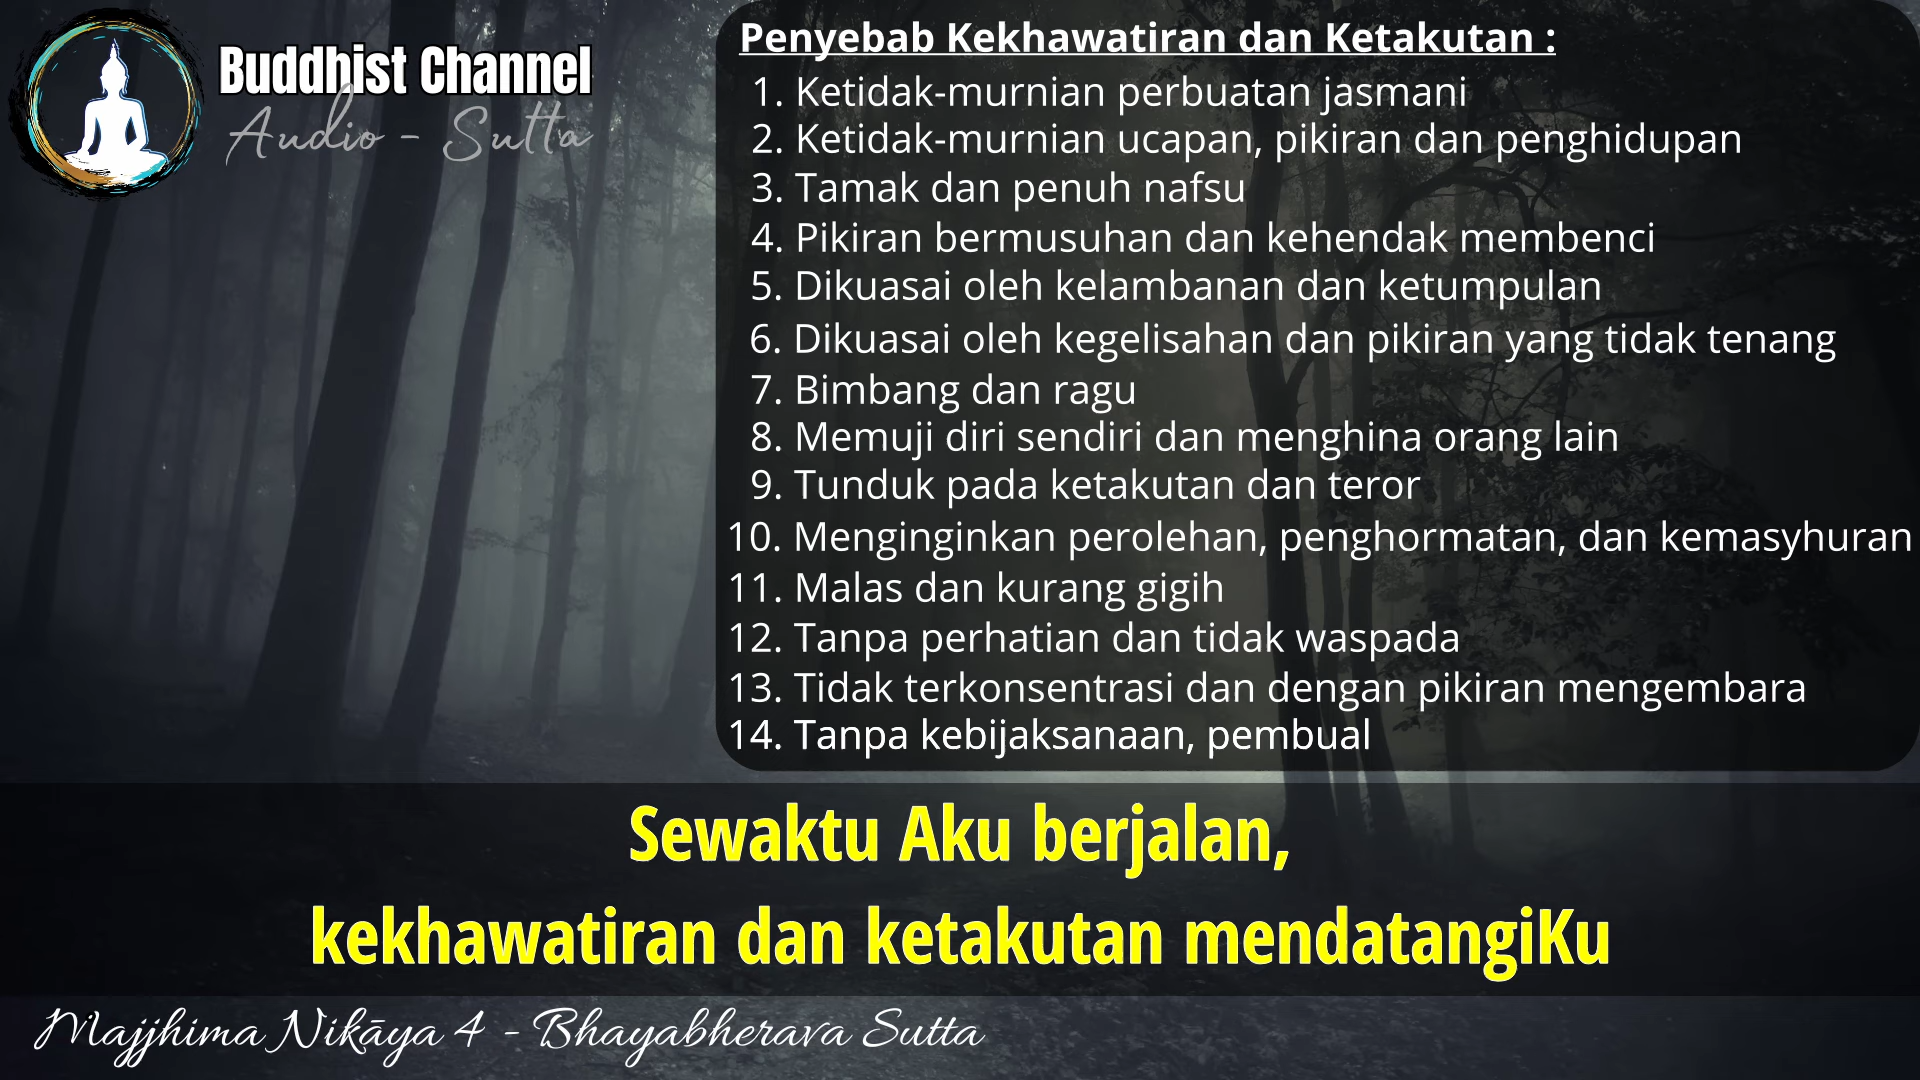 Buddhist Channel
Audio - Sutta
Penyebab Kekhawatiran dan Ketakutan :
1. Ketidak-murnian perbuatan jasmani
2. Ketidak-murnian ucapan, pikiran dan penghidupan
3. Tamak dan penuh nafsu
4. Pikiran bermusuhan dan kehendak membenci
5. Dikuasai oleh kelambanan dan ketumpulan
6. Dikuasai oleh kegelisahan dan pikiran yang tidak tenang
7. Bimbang dan ragu
8. Memuji diri sendiri dan menghina orang lain
9. Tunduk pada ketakutan dan teror
10. Menginginkan perolehan, penghormatan, dan kemasyhuran
11. Malas dan kurang gigih
12. Tanpa perhatian dan tidak waspada
13. Tidak terkonsentrasi dan dengan pikiran mengembara
14. Tanpa kebijaksanaan, pembual
Sewaktu Aku berjalan,
kekhawatiran dan ketakutan mendatangiKu
Majjhima Nikāya 4 - Bhayabherava Sutta